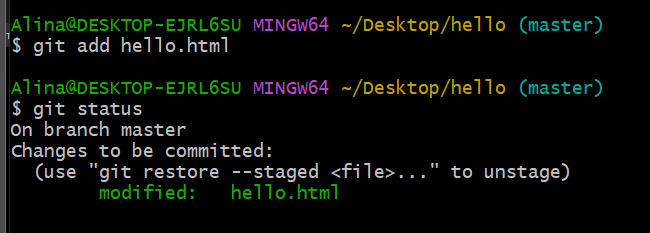 Alina@DESKTOP-EJRL6SU MINGW64 ~/Desktop/hello (master)
$ git add hello.html
Alina@DESKTOP-EJRL6SU MINGW64 ~/Desktop/hello (master)
$ git status
On branch master
Changes to be committed:
  (use "git restore --staged <file>..." to unstage)
        modified:   hello.html